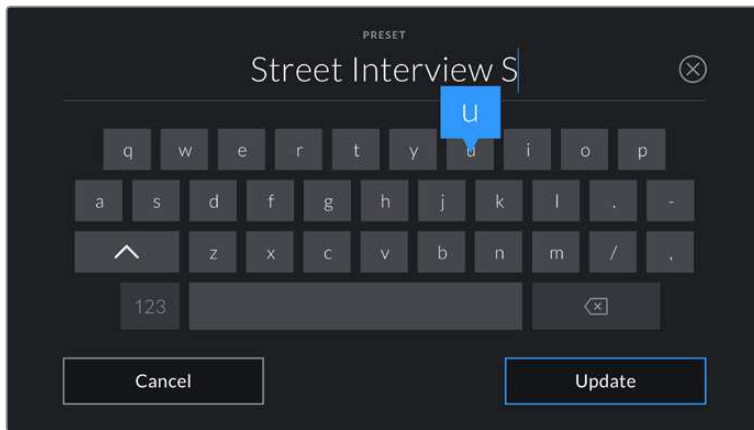 PRESET
Street Interview S
u
q w e r t y u i o p
a s d f g h j k l . -
z x c v b n m / ,
123
Cancel Update